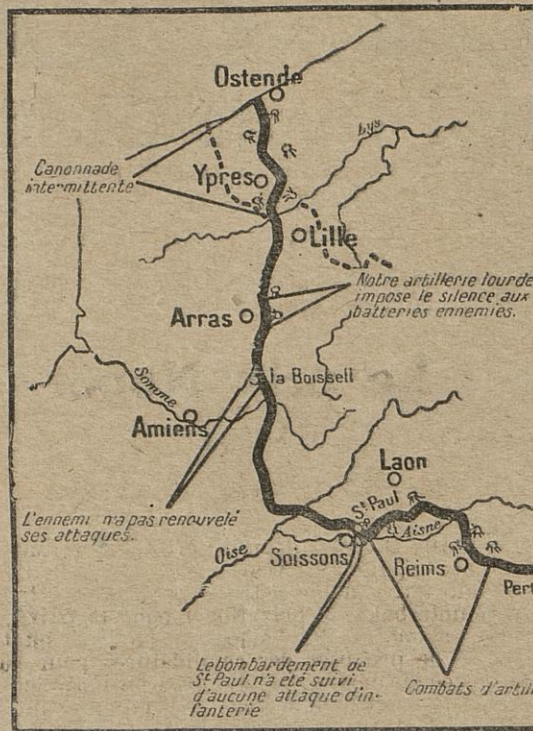 Ostende
Lys
Canonnade
intermittente
Ypres
Lille
Notre artillerie lourde
impose le silence aux
batteries ennemies.
Arras
la Boissell
Somme
Amiens
Laon
St Paul
L'ennemi n'a pas renouvelé
ses attaques.
Aisne
Oise
Soissons
Reims
Pert
Le bombardement de
St Paul n'a été suivi
d'aucune attaque d'in-
fanterie
Combats d'artil